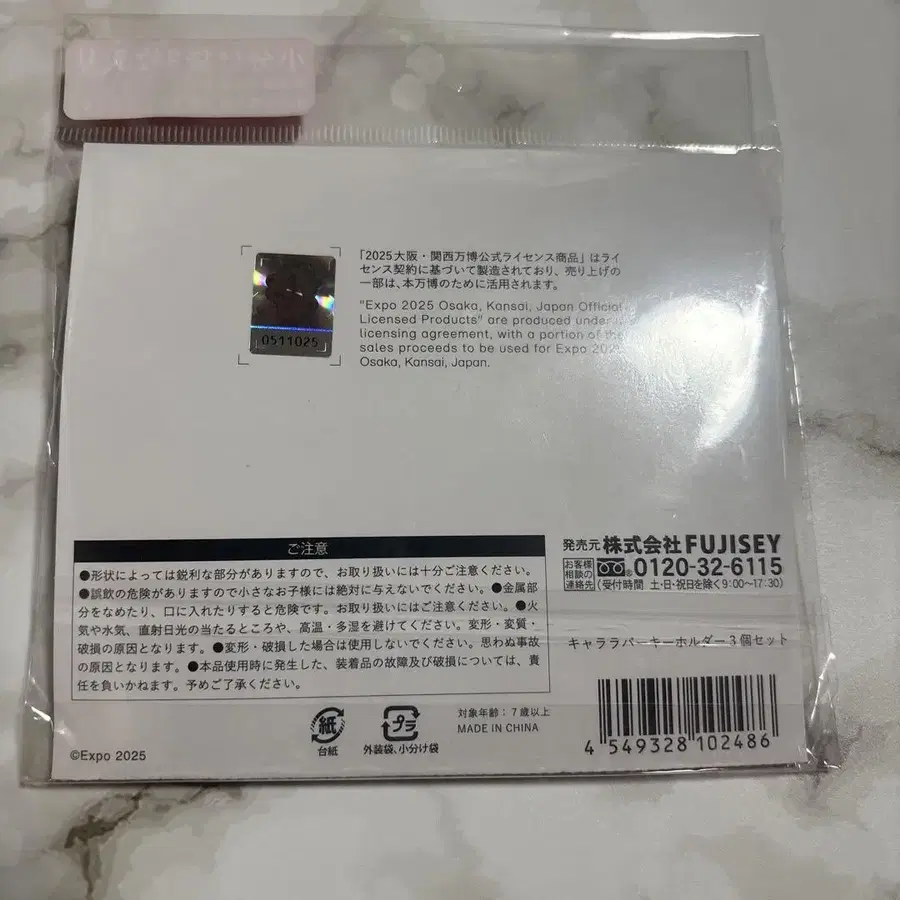 「2025大阪・関西万博公式ライセンス商品」はライ
センス契約に基づいて製造されており、売り上げの
一部は、本万博のために活用されます。
"Expo 2025 Osaka, Kansai, Japan Official
Licensed Products" are produced under
licensing agreement, with a portion of the
sales proceeds to be used for Expo
Osaka, Kansai, Japan.
0511025
ご注意
●形状によっては鋭利な部分がありますので、お取り扱いには十分ご注意ください。
●誤飲の危険がありますので小さなお子様には絶対に与えないでください。●金属部
分をなめたり、口に入れたりすると危険です。お取り扱いにはご注意ください。●火
気や水気、直射日光の当たるところや、高温・多湿を避けてください。変形・変質・
破損の原因となります。●変形・破損した場合は使用しないでください。思わぬ事故
の原因となります。●本品使用時に発生した、装着品の故障及び破損については、責
任を負いかねます。予めご了承ください。
発売元 株式会社FUJISEY
お客様
相談の
連絡先
0120-32-6115
(受付時間 土・日・祝日を除く9:00〜17:30)
キャララバーキーホルダー3個セット
紙
台紙
プラ
外装袋、小分け袋
対象年齢:7歳以上
MADE IN CHINA
4 549328 102486
©Expo 2025